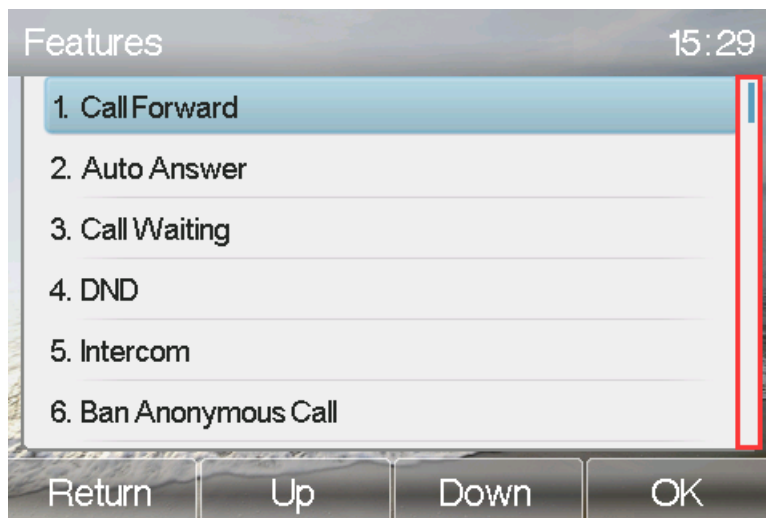 Features 15:29
1. Call Forward
2. Auto Answer
3. Call Waiting
4. DND
5. Intercom
6. Ban Anonymous Call
Return Up Down OK